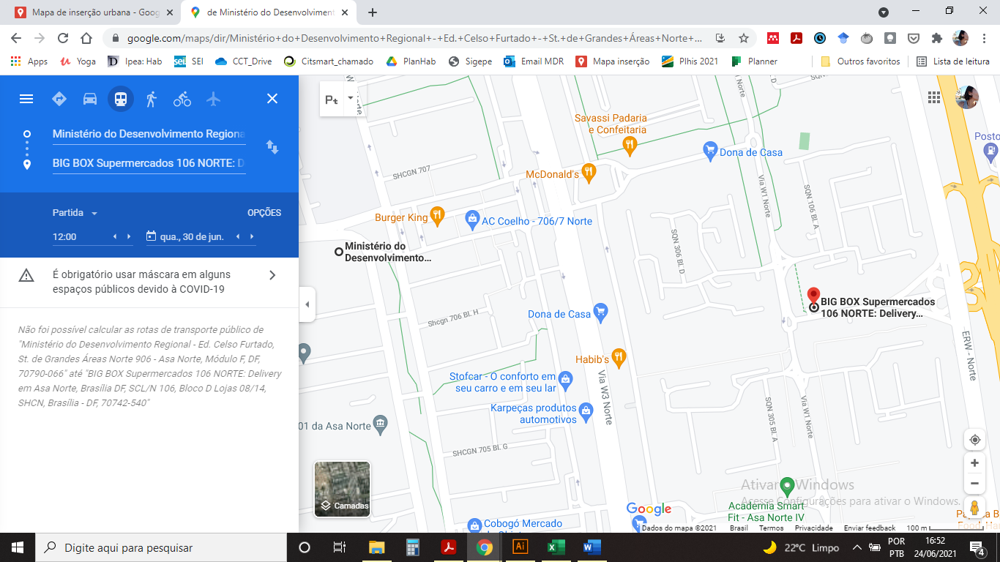 Mapa de inserção urbana - Goog
de Ministério do Desenvolviment
google.com/maps/dir/Ministério+do+Desenvolvimento+Regional+-+Ed.+Celso+Furtado+-+St.+de+Grandes+Áreas+Norte+...
Apps
Yoga
Ipea: Hab
SEI
CCT_Drive
Citsmart_chamado
PlanHab
Sigepe
Email MDR
Mapa inserção
Plhis 2021
Planner
Outros favoritos
Lista de leitura
Ministério do Desenvolvimento Regiona
BIG BOX Supermercados 106 NORTE: D
Partida
OPÇÕES
12:00
qua., 30 de jun.
É obrigatório usar máscara em alguns
espaços públicos devido à COVID-19
Não foi possível calcular as rotas de transporte público de
"Ministério do Desenvolvimento Regional - Ed. Celso Furtado,
St. de Grandes Áreas Norte 906 - Asa Norte, Módulo F, DF,
70790-066" até "BIG BOX Supermercados 106 NORTE: Delivery
em Asa Norte, Brasília DF, SCL/N 106, Bloco D Lojas 08/14,
SHCN, Brasília - DF, 70742-540"
Pt
Norte
Savassi Padaria
e Confeitaria
Dona de Casa
McDonald's
SHCGN 707
Posto
Via W1 Norte
SQN 106 Bl. A
Burger King
AC Coelho - 706/7 Norte
Ministério do
Desenvolvimento...
SQN 306 Bl. D
BIG BOX Supermercados
106 NORTE: Delivery...
Dona de Casa
Shcgn 706 Bl. H
ERW - Norte
Habib's
Stofcar - O conforto em
seu carro e em seu lar
Via W3 Norte
Karpeças produtos
automotivos
SQN 305 Bl. A
Via W1 Norte
01 da Asa Norte
SHCGN 705 Bl. G
Camadas
Ativar o Windows
Acesse Configurações para ativar o Windows.
Academia Smart
Fit - Asa Norte IV
Google
Cobogó Mercado
Dados do mapa ©2021
Brasil
Termos
Privacidade
Enviar feedback
100 m
Digite aqui para pesquisar
Ai
22°C Limpo
POR
PTB
16:52
24/06/2021
4